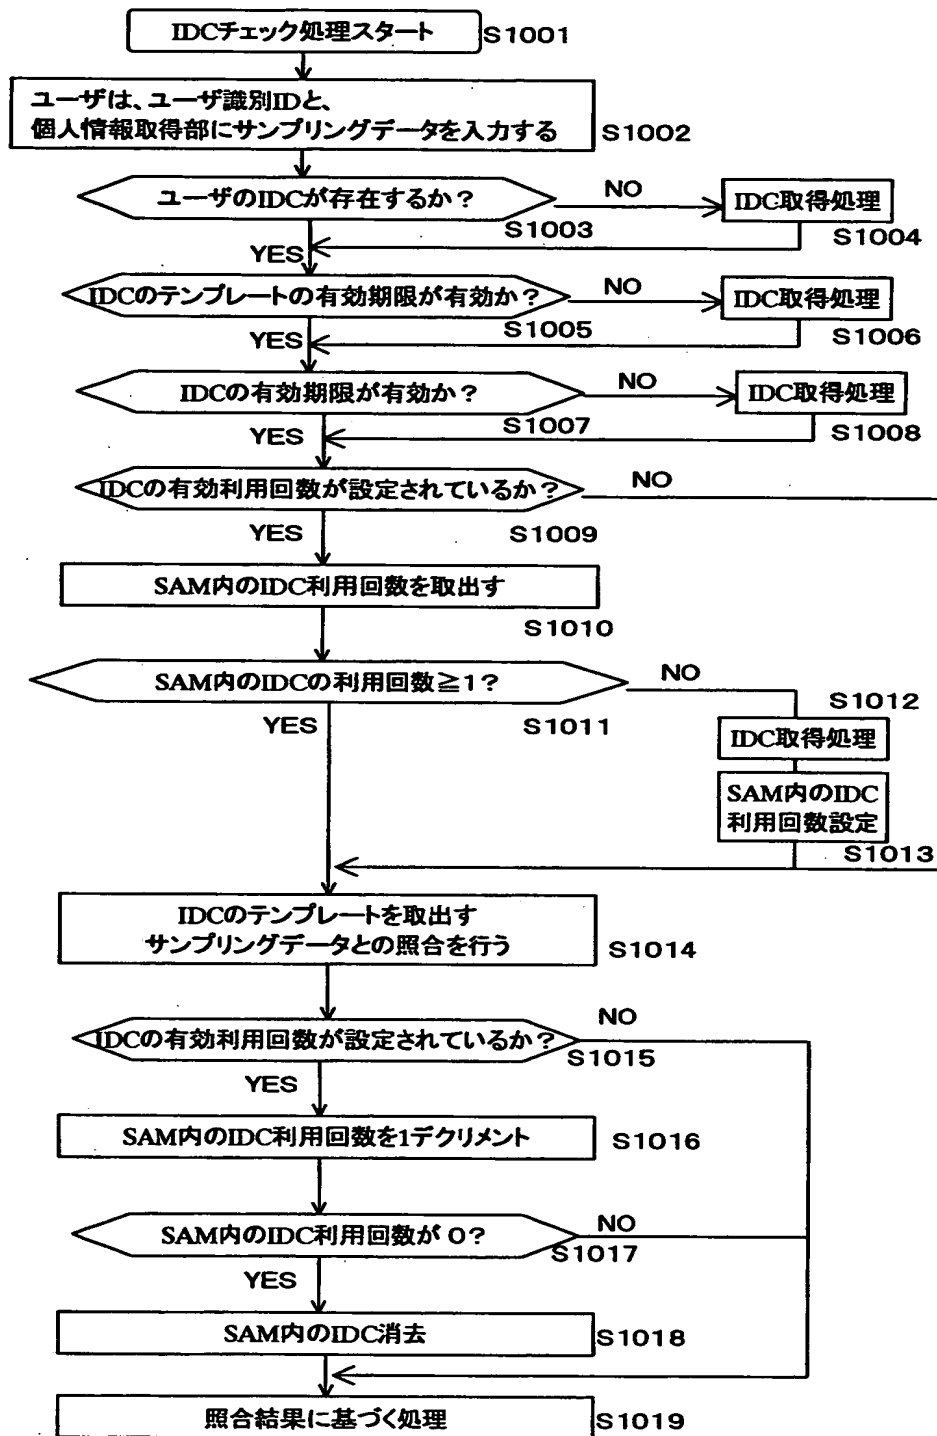 IDCチェック処理スタート
S1001
ユーザは、ユーザ識別IDと、
個人情報取得部にサンプリングデータを入力する
S1002
ユーザのIDCが存在するか？
NO
IDC取得処理
S1003
S1004
YES
IDCのテンプレートの有効期限が有効か？
NO
IDC取得処理
S1005
S1006
YES
IDCの有効期限が有効か？
NO
IDC取得処理
S1007
S1008
YES
IDCの有効利用回数が設定されているか？
NO
YES
S1009
SAM内のIDC利用回数を取出す
S1010
SAM内のIDCの利用回数≧1？
NO
YES
S1011
S1012
IDC取得処理
SAM内のIDC
利用回数設定
S1013
IDCのテンプレートを取出す
サンプリングデータとの照合を行う
S1014
IDCの有効利用回数が設定されているか？
NO
S1015
YES
SAM内のIDC利用回数を1デクリメント
S1016
SAM内のIDC利用回数が 0？
NO
S1017
YES
SAM内のIDC消去
S1018
照合結果に基づく処理
S1019